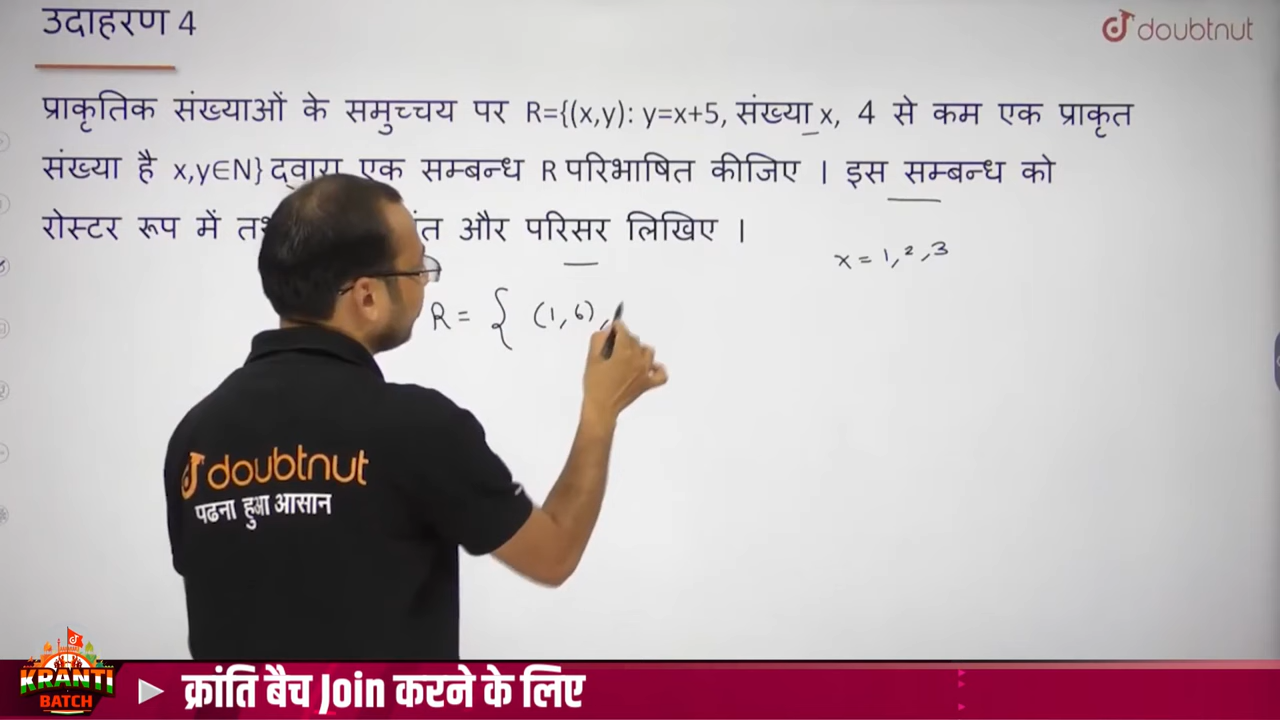 उदाहरण 4
doubtnut
प्राकृतिक संख्याओं के समुच्चय पर R={(x,y): y=x+5, संख्या x, 4 से कम एक प्राकृत
संख्या है x,y∈N} द्वारा एक सम्बन्ध R परिभाषित कीजिए । इस सम्बन्ध को
रोस्टर रूप में और परिसर लिखिए ।
x = 1, 2, 3
R = { (1, 6),
doubtnut
पढना हुआ आसान
KRANTI
BATCH
क्रांति बैच Join करने के लिए